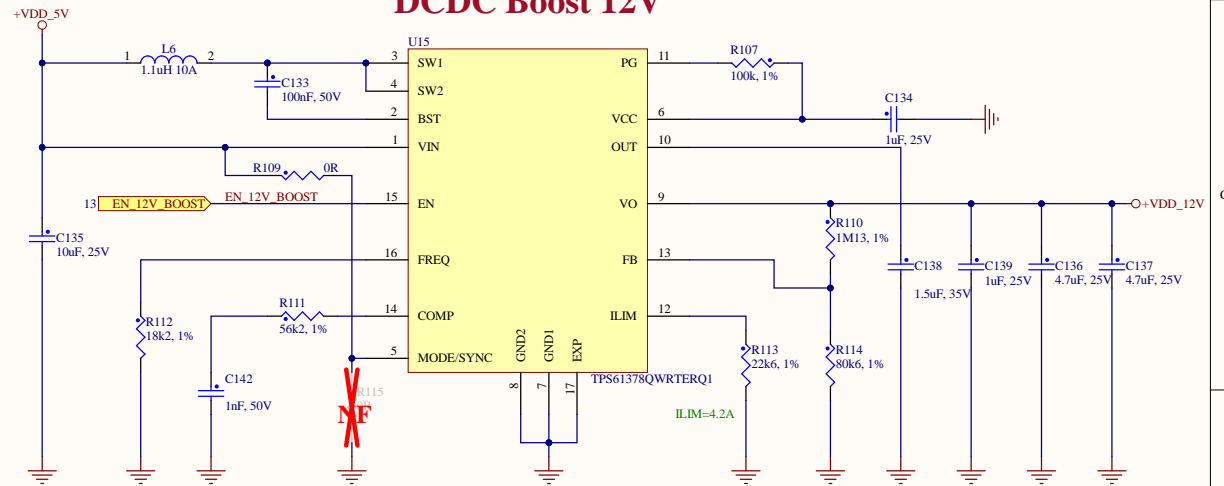 DCDC Boost 12V
+VDD_5V
U15
1 L6 2
1.1uH 10A
C133
100nF, 50V
3 SW1
4 SW2
2 BST
1 VIN
R109 0R
13 EN_12V_BOOST EN_12V_BOOST
15 EN
C135
10uF, 25V
16 FREQ
R112
18k2, 1%
R111
56k2, 1%
14 COMP
C142
1nF, 50V
5 MODE/SYNC
R115
0R
NF
GND2 GND1 EXP
8 7 17
TPS61378QWRTERQ1
PG 11
R107
100k, 1%
VCC 6
C134
1uF, 25V
OUT 10
VO 9
+VDD_12V
R110
1M13, 1%
FB 13
C138
1.5uF, 35V
C139
1uF, 25V
C136
4.7uF, 25V
C137
4.7uF, 25V
ILIM 12
R113
22k6, 1%
R114
80k6, 1%
ILIM=4.2A